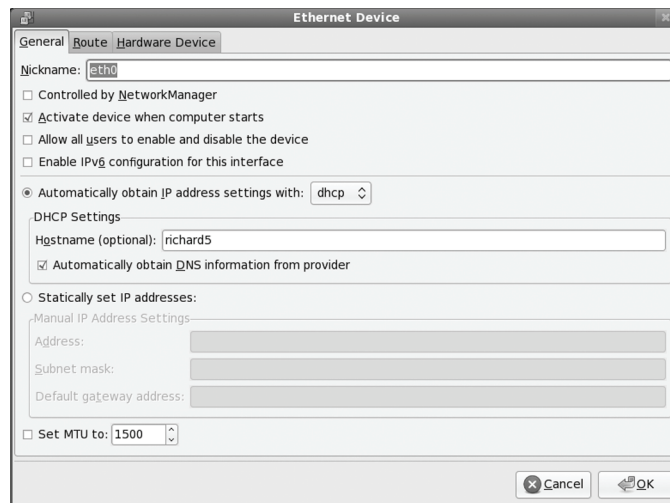 Ethernet Device
General Route Hardware Device
Nickname: eth0
Controlled by NetworkManager
Activate device when computer starts
Allow all users to enable and disable the device
Enable IPv6 configuration for this interface
Automatically obtain IP address settings with: dhcp
DHCP Settings
Hostname (optional): richard5
Automatically obtain DNS information from provider
Statically set IP addresses:
Manual IP Address Settings
Address:
Subnet mask:
Default gateway address:
Set MTU to: 1500
Cancel OK